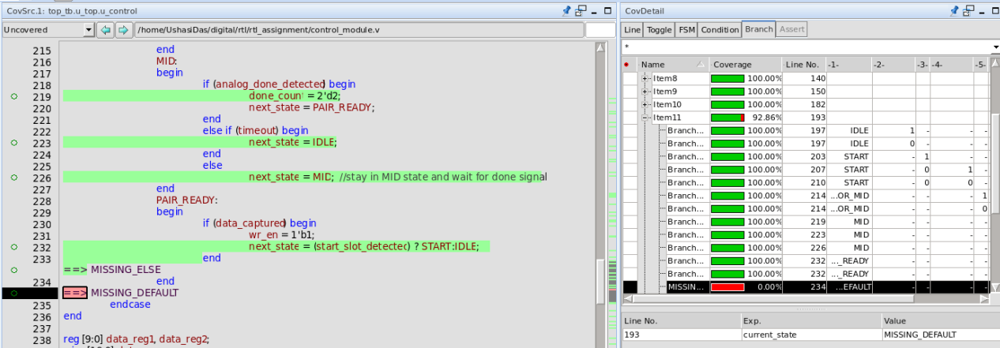 CovSrc.1: top_tb.u_top.u_control
Uncovered
/home/UshasiDas/digital/rtl/rtl_assignment/control_module.v
215 end
216 MID:
217 begin
218 if (analog_done_detected) begin
219 done_count = 2'd2;
220 next_state = PAIR_READY;
221 end
222 else if (timeout) begin
223 next_state = IDLE;
224 end
225 else
226 next_state = MID; //stay in MID state and wait for done signal
227 end
228 PAIR_READY:
229 begin
230 if (data_captured) begin
231 wr_en = 1'b1;
232 next_state = (start_slot_detected) ? START:IDLE;
233 end
==> MISSING_ELSE
234 end
==> MISSING_DEFAULT
235 endcase
236 end
237
238 reg [9:0] data_reg1, data_reg2;
CovDetail
Line Toggle FSM Condition Branch Assert
*
Name Coverage Line No. -1- -2- -3- -4- -5-
Item8 100.00% 140
Item9 100.00% 150
Item10 100.00% 182
Item11 92.86% 193
Branch... 100.00% 197 IDLE 1 - - -
Branch... 100.00% 197 IDLE 0 - - -
Branch... 100.00% 203 START - 1 - -
Branch... 100.00% 207 START - 0 1 -
Branch... 100.00% 210 START - 0 0 -
Branch... 100.00% 214 ...OR_MID - - - 1
Branch... 100.00% 214 ...OR_MID - - - 0
Branch... 100.00% 219 MID - - - -
Branch... 100.00% 223 MID - - - -
Branch... 100.00% 226 MID - - - -
Branch... 100.00% 232 ..._READY - - - -
Branch... 100.00% 232 ..._READY - - - -
MISSIN... 0.00% 234 ...EFAULT - - - -
Line No. Exp. Value
193 current_state MISSING_DEFAULT